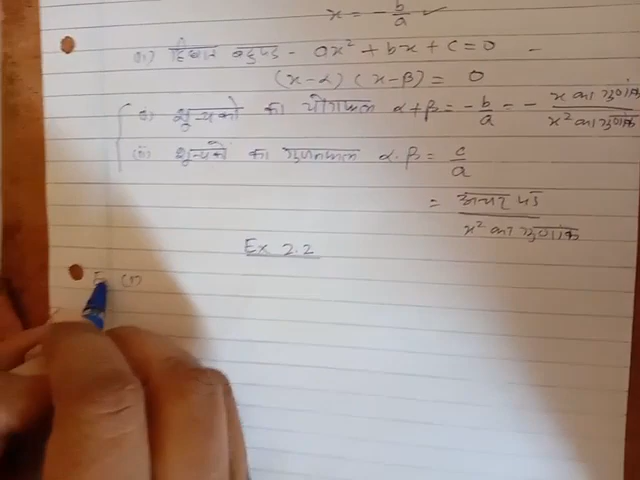 x = - b/a ✓
(ii) द्विघात बहुपद - ax² + bx + c = 0 -
(x-α) (x-β) = 0
(i) शून्यकों का योगफल α+β = -b/a = - x का गुणांक / x² का गुणांक
(ii) शून्यकों का गुणनफल α.β = c/a
= अचर पद / x² का गुणांक
Ex 2.2
(1)